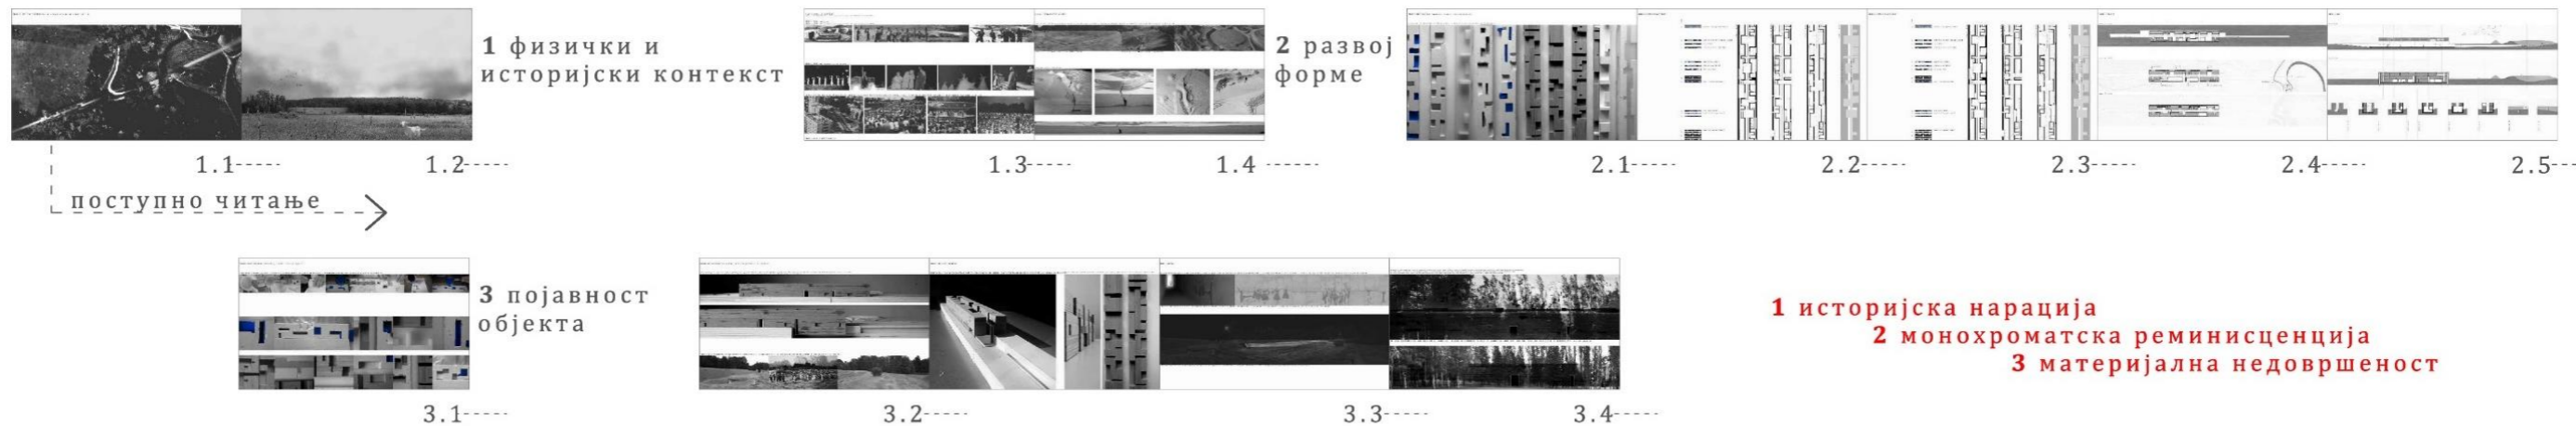 1 физички и
историјски контекст
2 развој
форме
1.1
1.2
1.3
1.4
2.1
2.2
2.3
2.4
2.5
поступно читање
3 појавност
објекта
3.1
3.2
3.3
3.4
1 историјска нарација
2 монохроматска реминисценција
3 материјална недовршеност